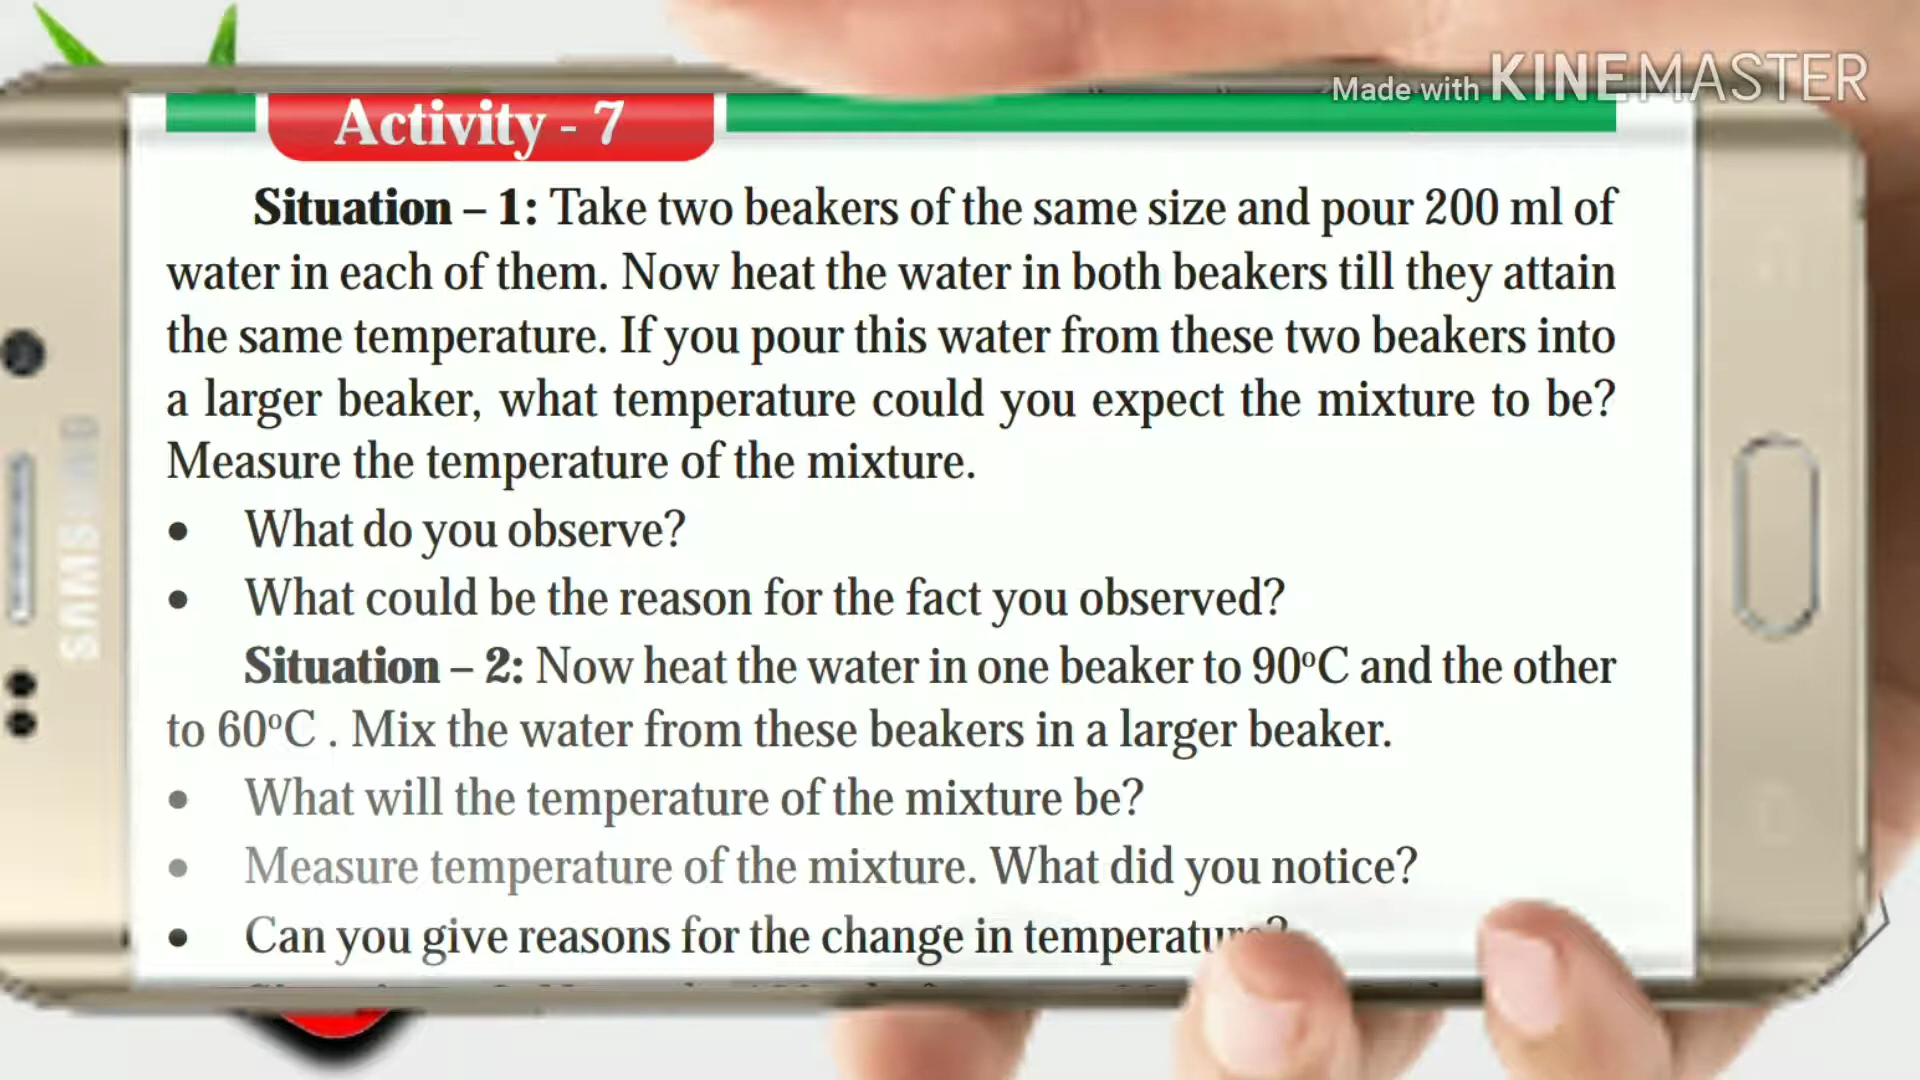 Made with KINEMASTER
Activity - 7
Situation – 1: Take two beakers of the same size and pour 200 ml of
water in each of them. Now heat the water in both beakers till they attain
the same temperature. If you pour this water from these two beakers into
a larger beaker, what temperature could you expect the mixture to be?
Measure the temperature of the mixture.
• What do you observe?
• What could be the reason for the fact you observed?
Situation – 2: Now heat the water in one beaker to 90°C and the other
to 60°C . Mix the water from these beakers in a larger beaker.
• What will the temperature of the mixture be?
• Measure temperature of the mixture. What did you notice?
• Can you give reasons for the change in temperature?
SAMSUNG